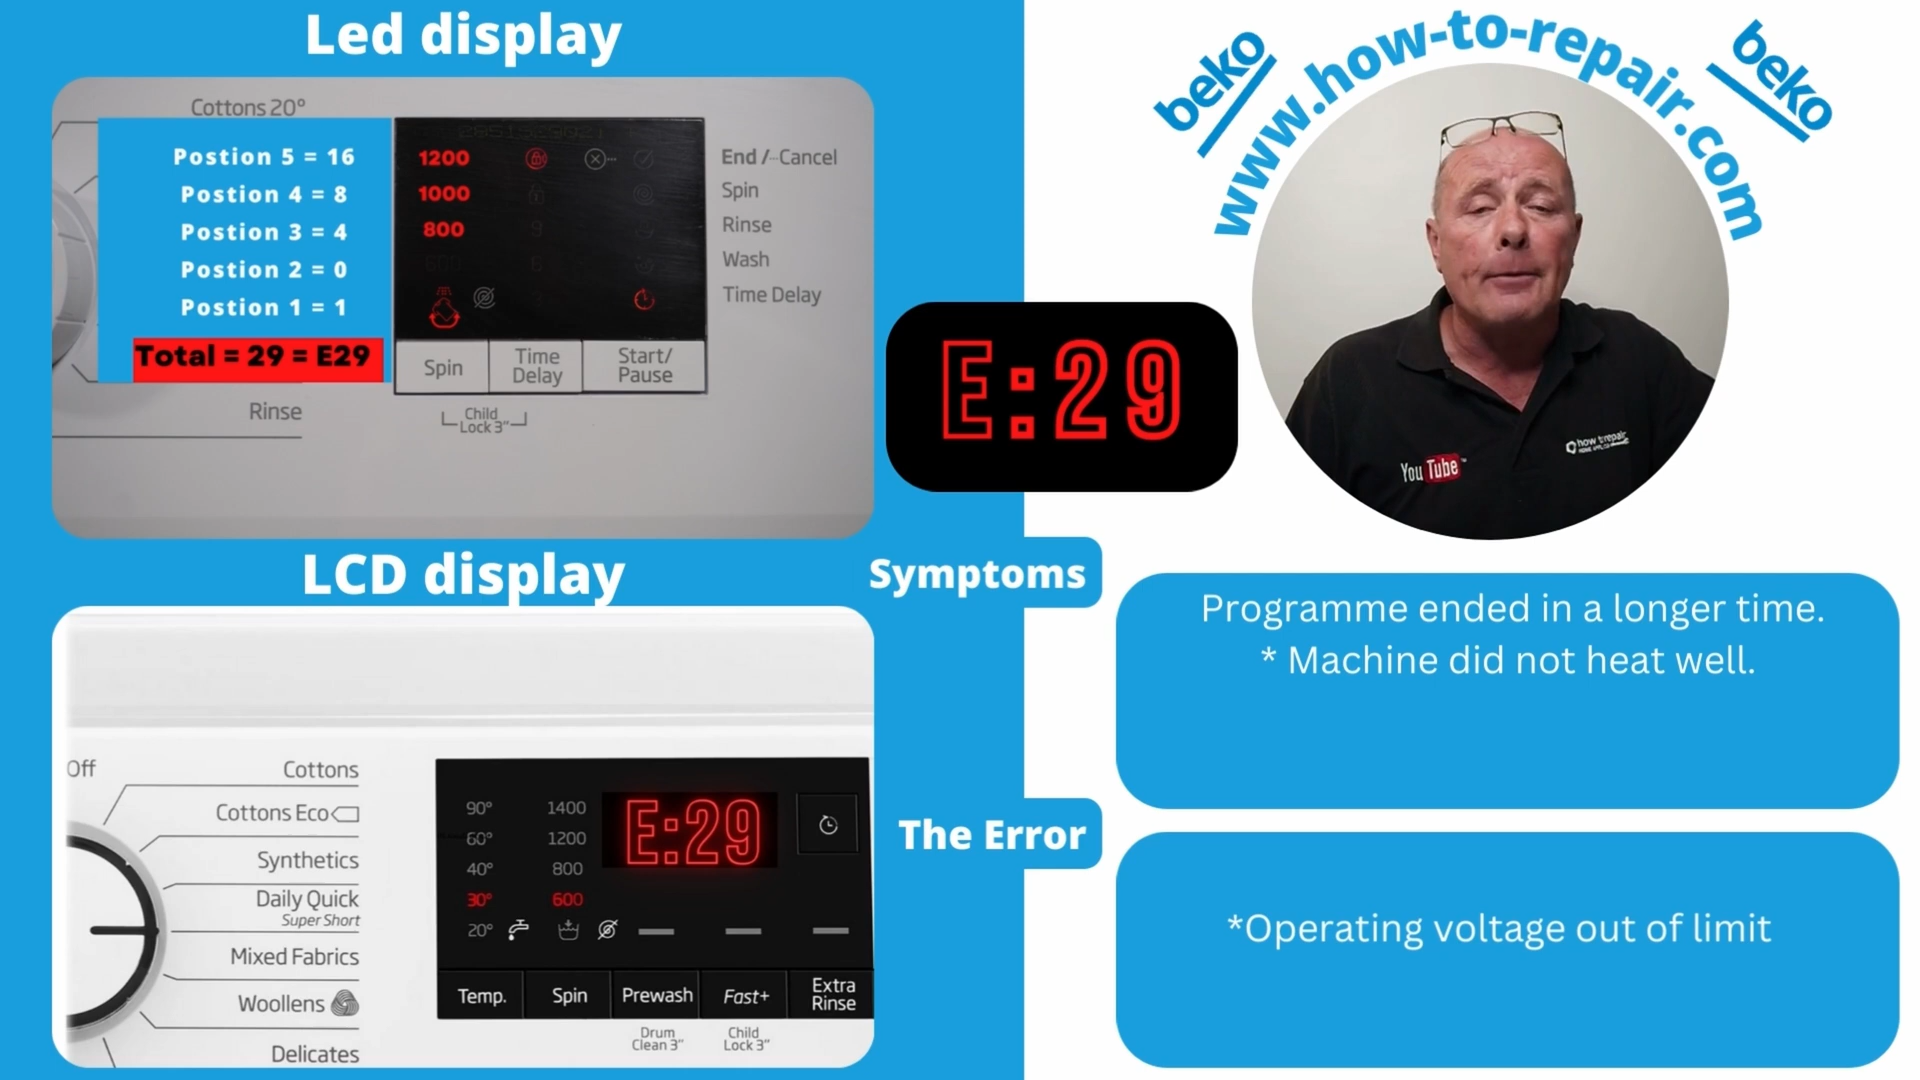 Led display
Cottons 20°
Postion 5 = 16
Postion 4 = 8
Postion 3 = 4
Postion 2 = 0
Postion 1 = 1
Total = 29 = E29
Rinse
1200
1000
800
600
End / Cancel
Spin
Rinse
Wash
Time Delay
Spin
Time
Delay
Start/
Pause
Child
Lock 3"
beko
www.how-to-repair.com
beko
E:29
YouTube
how to repair
LCD display
Off
Cottons
Cottons Eco
Synthetics
Daily Quick
Super Short
Mixed Fabrics
Woollens
Delicates
90° 1400
60° 1200
40° 800
30° 600
20°
E:29
Temp.
Spin
Prewash
Fast+
Extra
Rinse
Drum
Clean 3"
Child
Lock 3"
Symptoms
Programme ended in a longer time.
* Machine did not heat well.
The Error
*Operating voltage out of limit